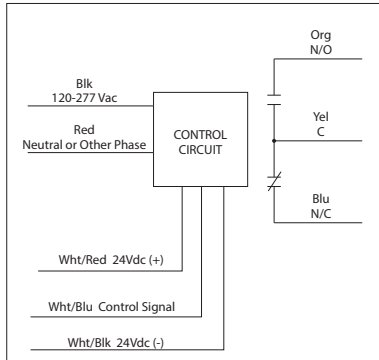 Org
N/O
Blk
120-277 Vac
Red
Neutral or Other Phase
CONTROL
CIRCUIT
Yel
C
Blu
N/C
Wht/Red 24Vdc (+)
Wht/Blu Control Signal
Wht/Blk 24Vdc (-)